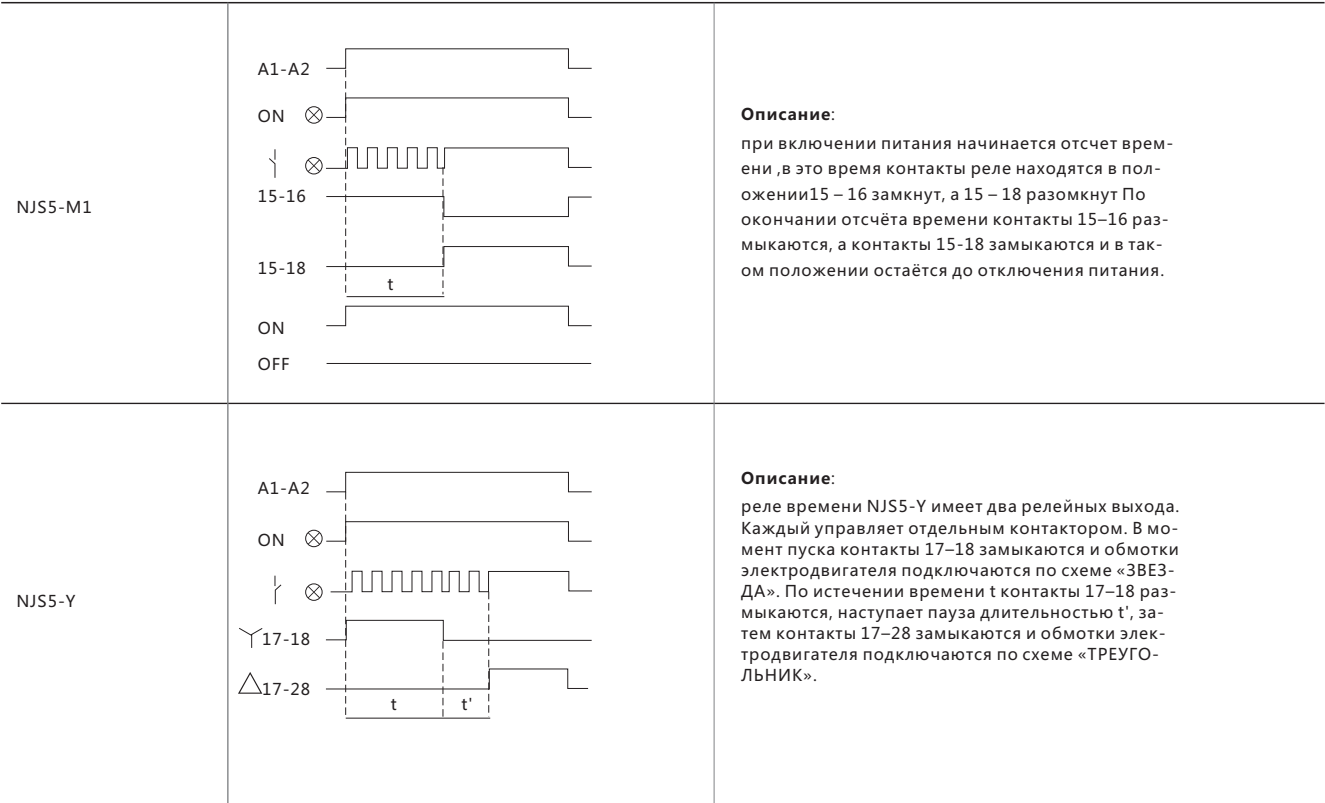 NJS5-M1
A1-A2
ON
15-16
15-18
t
ON
OFF
Описание:
при включении питания начинается отсчет врем-
ени ,в это время контакты реле находятся в пол-
ожении15 – 16 замкнут, а 15 – 18 разомкнут По
окончании отсчёта времени контакты 15–16 раз-
мыкаются, а контакты 15-18 замыкаются и в так-
ом положении остаётся до отключения питания.
NJS5-Y
A1-A2
ON
17-18
17-28
t t'
Описание:
реле времени NJS5-Y имеет два релейных выхода.
Каждый управляет отдельным контактором. В мо-
мент пуска контакты 17–18 замыкаются и обмотки
электродвигателя подключаются по схеме «ЗВЕЗ-
ДА». По истечении времени t контакты 17–18 раз-
мыкаются, наступает пауза длительностью t', за-
тем контакты 17–28 замыкаются и обмотки элек-
тродвигателя подключаются по схеме «ТРЕУГО-
ЛЬНИК».